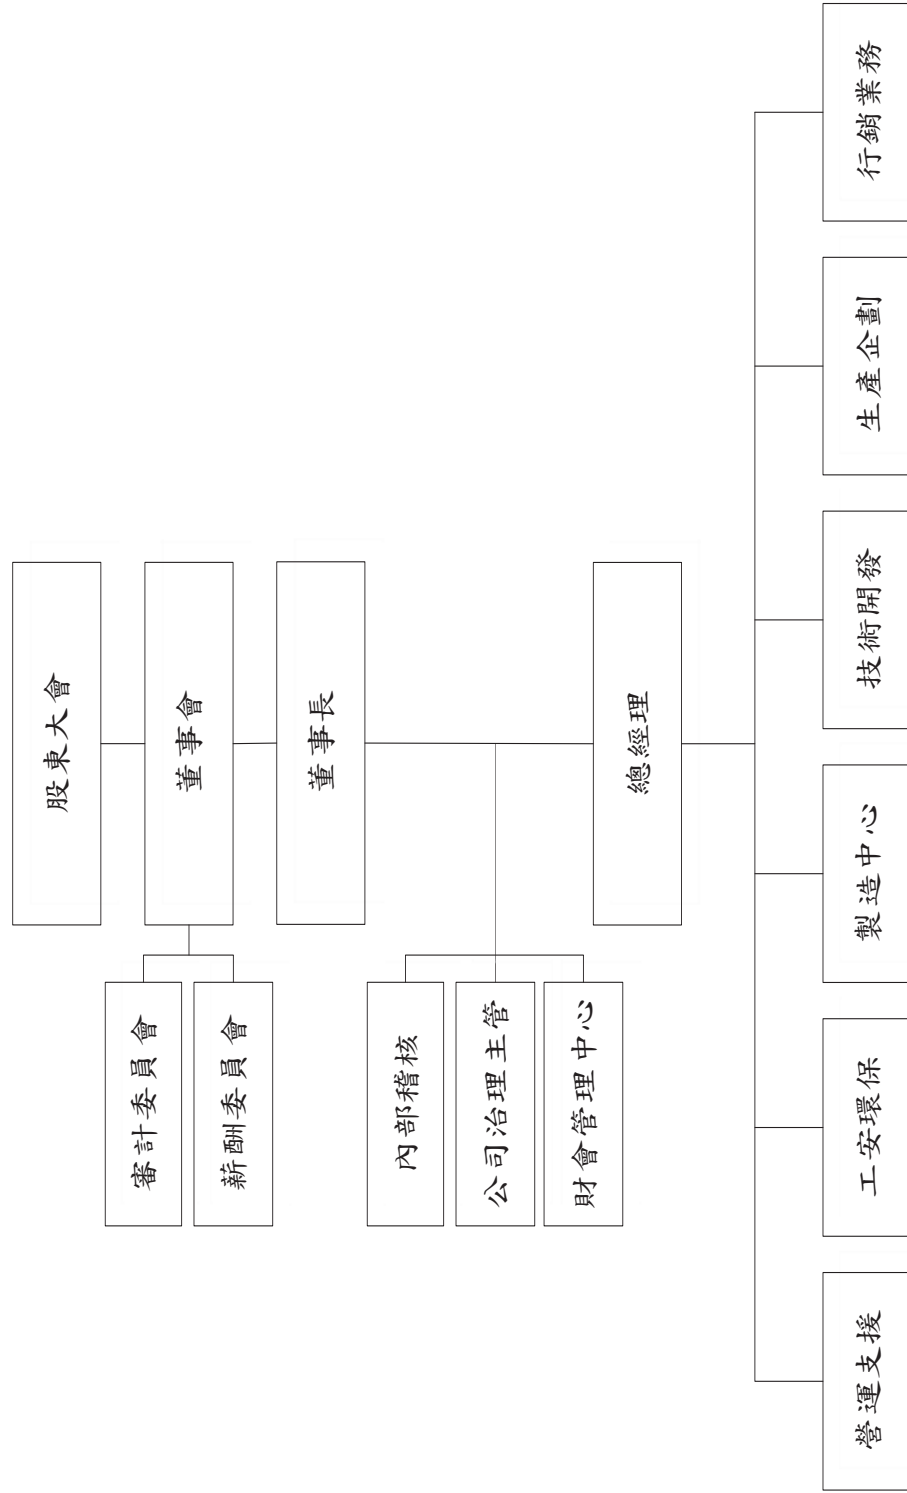 股東大會
董事會
審計委員會
薪酬委員會
董事長
內部稽核
公司治理主管
財會管理中心
總經理
營運支援
工安環保
製造中心
技術開發
生產企劃
行銷業務